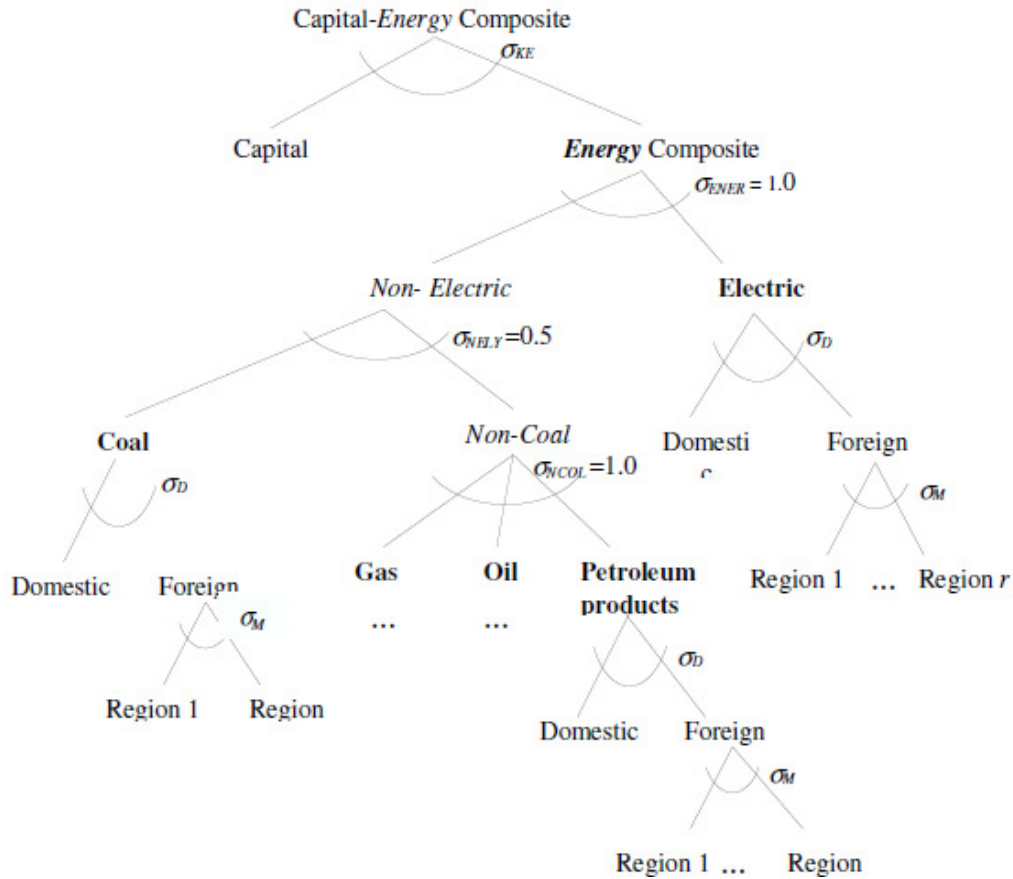 Capital-Energy Composite
σKE
Capital
Energy Composite
σENER = 1.0
Non- Electric
Electric
σNELY =0.5
σD
Coal
Non-Coal
Domesti
c
Foreign
σD
σNCOL =1.0
σM
Domestic
Foreign
Gas
Oil
Petroleum
products
Region 1 ... Region r
... ...
σM
σD
Region 1
Region
Domestic
Foreign
σM
Region 1 ... Region